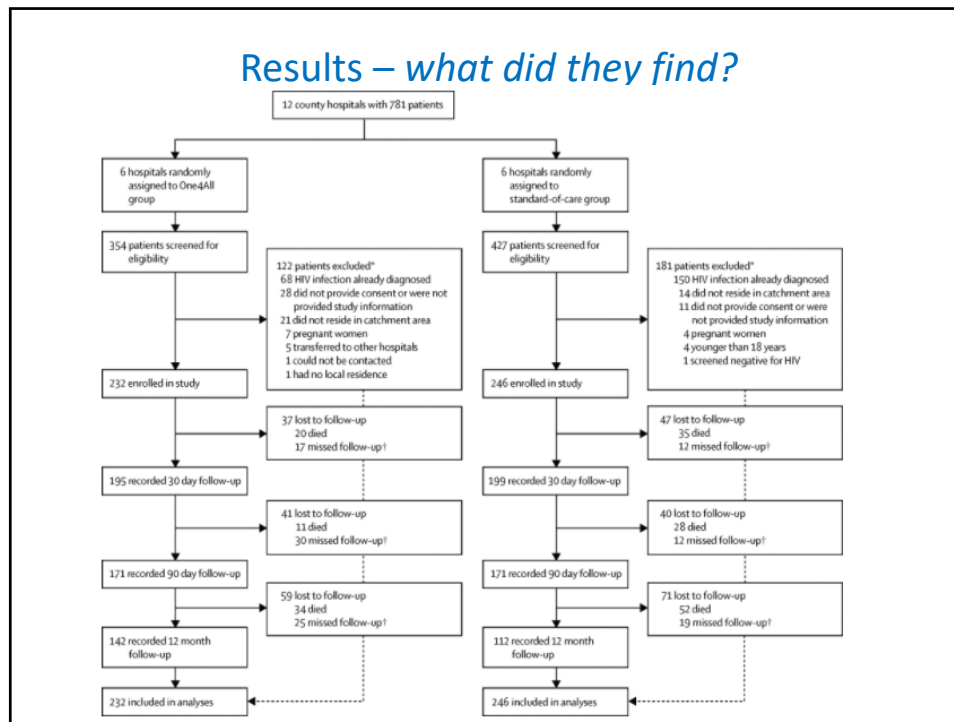 Results – what did they find?
12 county hospitals with 781 patients
6 hospitals randomly
assigned to One4All
group
6 hospitals randomly
assigned to
standard-of-care group
354 patients screened for
eligibility
427 patients screened for
eligibility
122 patients excluded*
68 HIV infection already diagnosed
28 did not provide consent or were not
provided study information
21 did not reside in catchment area
7 pregnant women
5 transferred to other hospitals
1 could not be contacted
1 had no local residence
181 patients excluded*
150 HIV infection already diagnosed
14 did not reside in catchment area
11 did not provide consent or were
not provided study information
4 pregnant women
4 younger than 18 years
1 screened negative for HIV
232 enrolled in study
246 enrolled in study
37 lost to follow-up
20 died
17 missed follow-up†
47 lost to follow-up
35 died
12 missed follow-up†
195 recorded 30 day follow-up
199 recorded 30 day follow-up
41 lost to follow-up
11 died
30 missed follow-up†
40 lost to follow-up
28 died
12 missed follow-up†
171 recorded 90 day follow-up
171 recorded 90 day follow-up
59 lost to follow-up
34 died
25 missed follow-up†
71 lost to follow-up
52 died
19 missed follow-up†
142 recorded 12 month
follow-up
112 recorded 12 month
follow-up
232 included in analyses
246 included in analyses